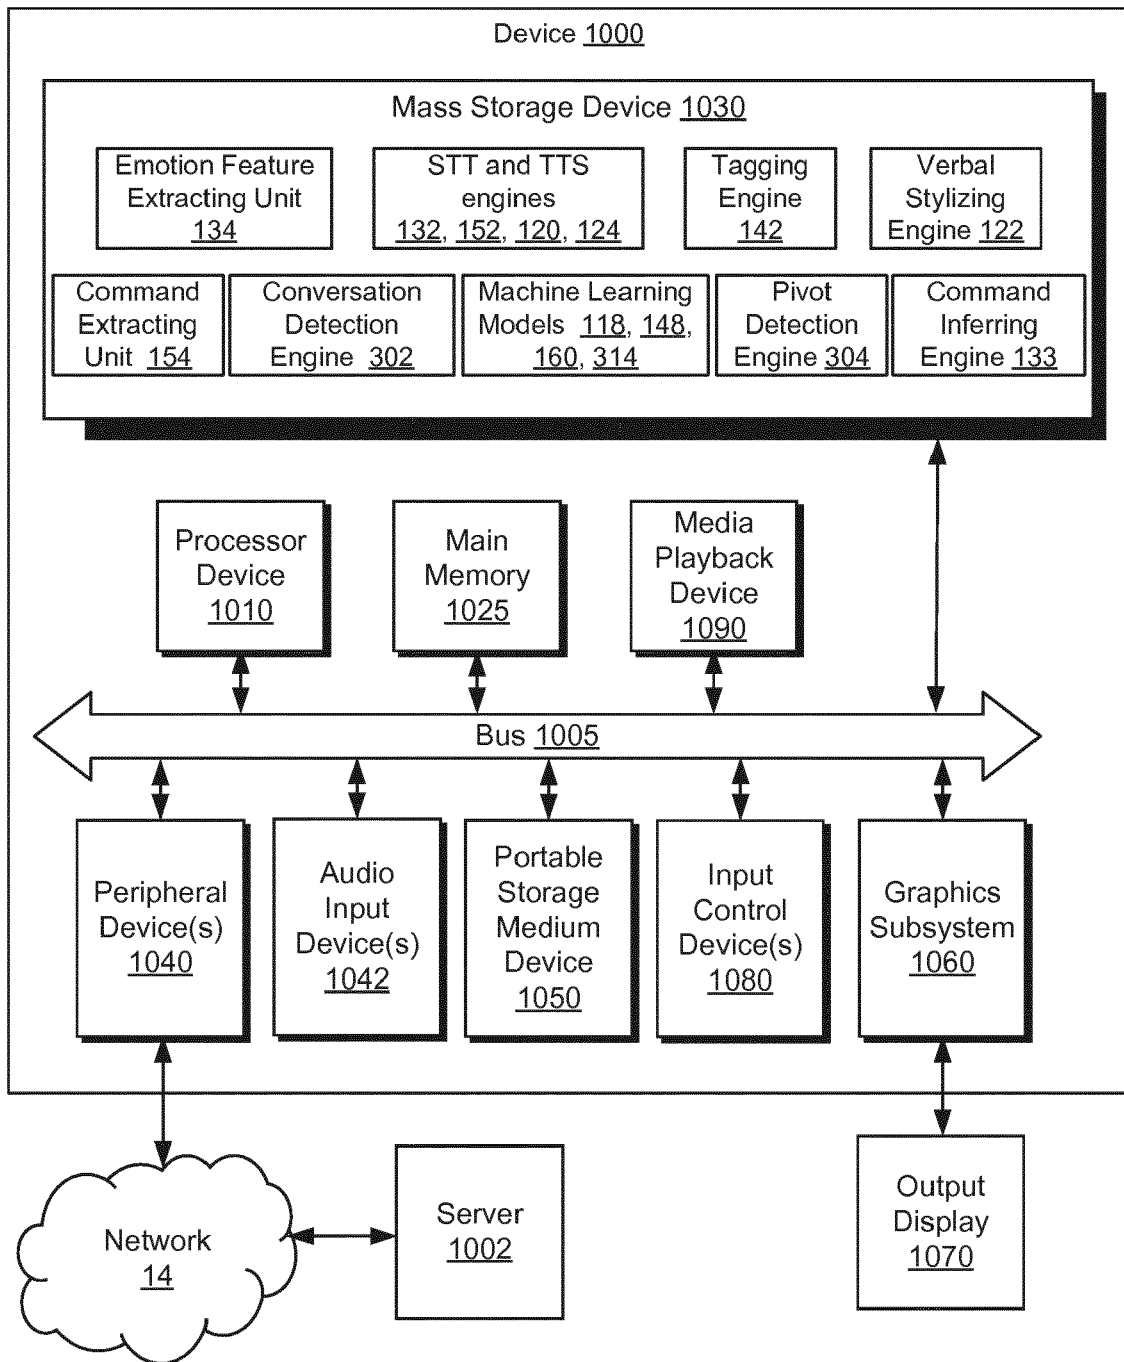 Device 1000
Mass Storage Device 1030
Emotion Feature
Extracting Unit
134
STT and TTS
engines
132, 152, 120, 124
Tagging
Engine
142
Verbal
Stylizing
Engine 122
Command
Extracting
Unit 154
Conversation
Detection
Engine 302
Machine Learning
Models 118, 148,
160, 314
Pivot
Detection
Engine 304
Command
Inferring
Engine 133
Processor
Device
1010
Main
Memory
1025
Media
Playback
Device
1090
Bus 1005
Peripheral
Device(s)
1040
Audio
Input
Device(s)
1042
Portable
Storage
Medium
Device
1050
Input
Control
Device(s)
1080
Graphics
Subsystem
1060
Network
14
Server
1002
Output
Display
1070